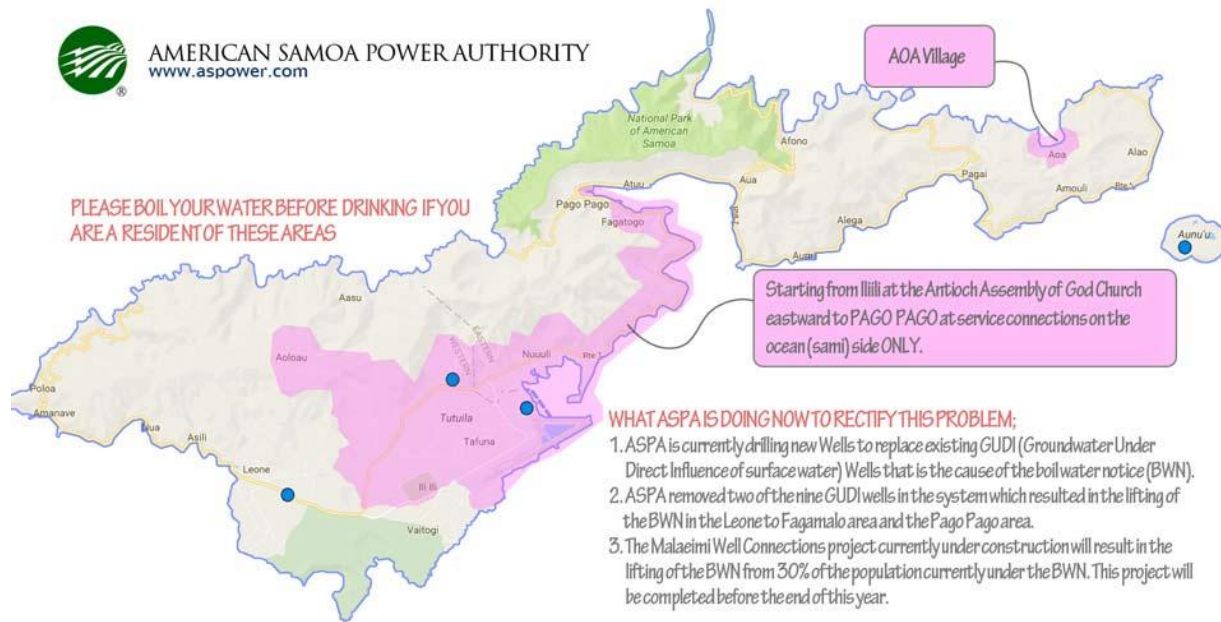 AMERICAN SAMOA POWER AUTHORITY
www.aspower.com
®
AOA Village
National Park
of American
Samoa
Afono
Aoa
Alao
Pagai
Amouli
Rte 1
Aua
Atuu
Alega
Aunu'u
Pago Pago
Fagatogo
PLEASE BOIL YOUR WATER BEFORE DRINKING IF YOU
ARE A RESIDENT OF THESE AREAS
Starting from Iliili at the Antioch Assembly of God Church
eastward to PAGO PAGO at service connections on the
ocean (sami) side ONLY.
Aasu
Aoloau
EASTERN
WESTERN
Nuuuli
Rte 1
Poloa
Amanave
Nua
Asili
Leone
Tutuila
Tafuna
Ili Ili
Vaitogi
WHAT ASPA IS DOING NOW TO RECTIFY THIS PROBLEM;
1. ASPA is currently drilling new Wells to replace existing GUDI (Groundwater Under
Direct Influence of surface water) Wells that is the cause of the boil water notice (BWN).
2. ASPA removed two of the nine GUDI wells in the system which resulted in the lifting of
the BWN in the Leone to Fagamalo area and the Pago Pago area.
3. The Malaeimi Well Connections project currently under construction will result in the
lifting of the BWN from 30% of the population currently under the BWN. This project will
be completed before the end of this year.